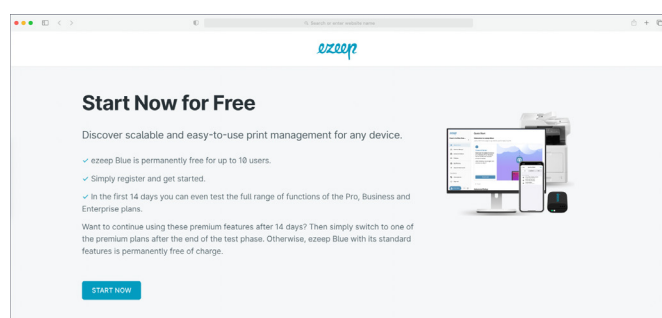 Search or enter website name
ezeep
Start Now for Free
Discover scalable and easy-to-use print management for any device.
✓ ezeep Blue is permanently free for up to 10 users.
✓ Simply register and get started.
✓ In the first 14 days you can even test the full range of functions of the Pro, Business and
Enterprise plans.
Want to continue using these premium features after 14 days? Then simply switch to one of
the premium plans after the end of the test phase. Otherwise, ezeep Blue with its standard
features is permanently free of charge.
START NOW